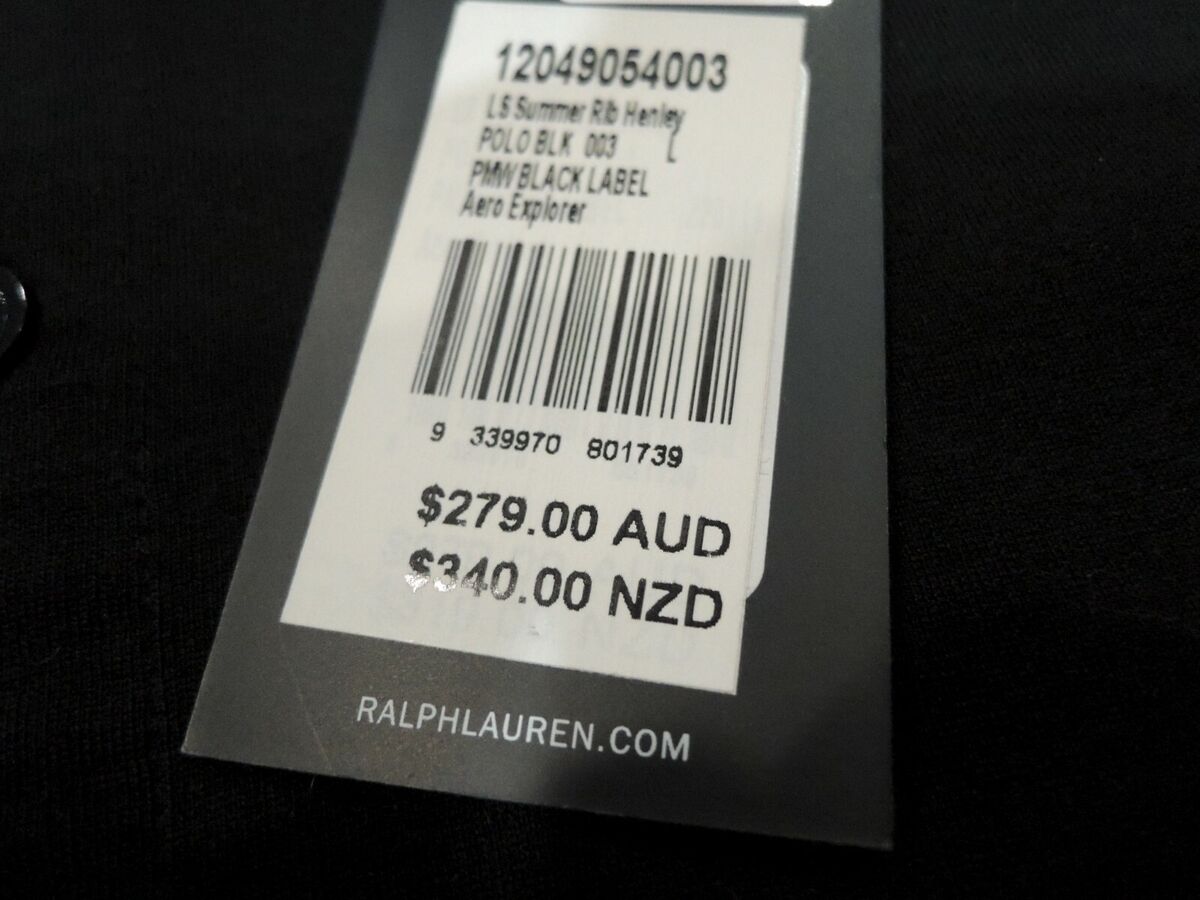 12049054003
LS Summer Rib Henley
POLO BLK 003 L
PMW BLACK LABEL
Aero Explorer
9 339970 801739
$279.00 AUD
$340.00 NZD
RALPHLAUREN.COM